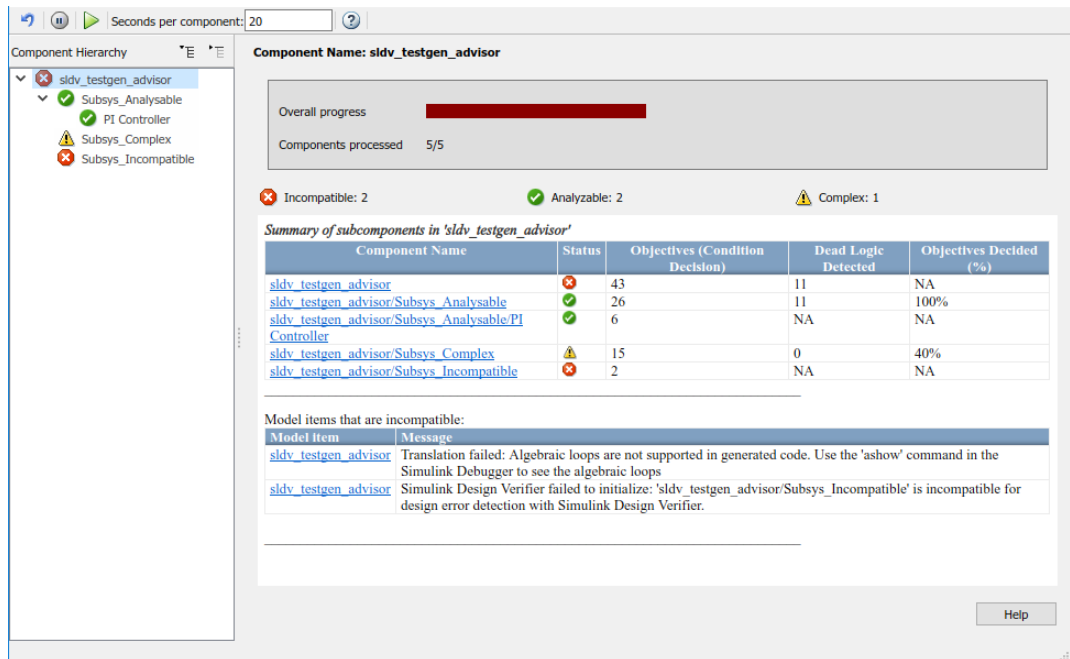 Seconds per component: 20
Component Hierarchy
sldv_testgen_advisor
Subsys_Analysable
PI Controller
Subsys_Complex
Subsys_Incompatible
Component Name: sldv_testgen_advisor
Overall progress
Components processed 5/5
Incompatible: 2 Analyzable: 2 Complex: 1
Summary of subcomponents in 'sldv_testgen_advisor'
Component Name Status Objectives (Condition Dead Logic Objectives Decided
Decision) Detected (%)
sldv_testgen_advisor 43 11 NA
sldv_testgen_advisor/Subsys_Analysable 26 11 100%
sldv_testgen_advisor/Subsys_Analysable/PI 6 NA NA
Controller
sldv_testgen_advisor/Subsys_Complex 15 0 40%
sldv_testgen_advisor/Subsys_Incompatible 2 NA NA
Model items that are incompatible:
Model item Message
sldv_testgen_advisor Translation failed: Algebraic loops are not supported in generated code. Use the 'ashow' command in the
Simulink Debugger to see the algebraic loops
sldv_testgen_advisor Simulink Design Verifier failed to initialize: 'sldv_testgen_advisor/Subsys_Incompatible' is incompatible for
design error detection with Simulink Design Verifier.
Help